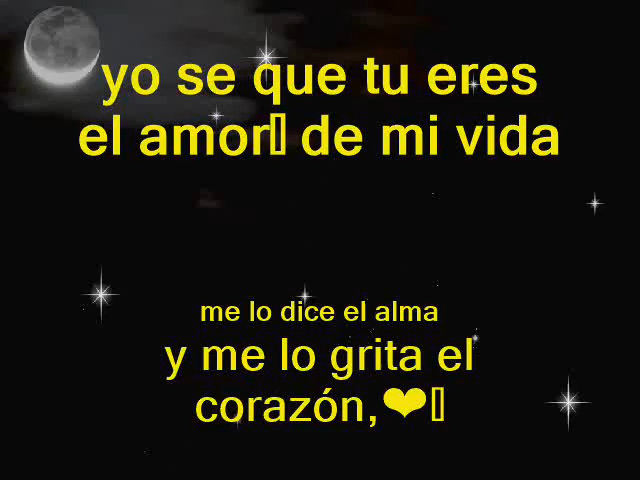 yo se que tu eres
el amor▯ de mi vida
me lo dice el alma
y me lo grita el
corazón,❤▯